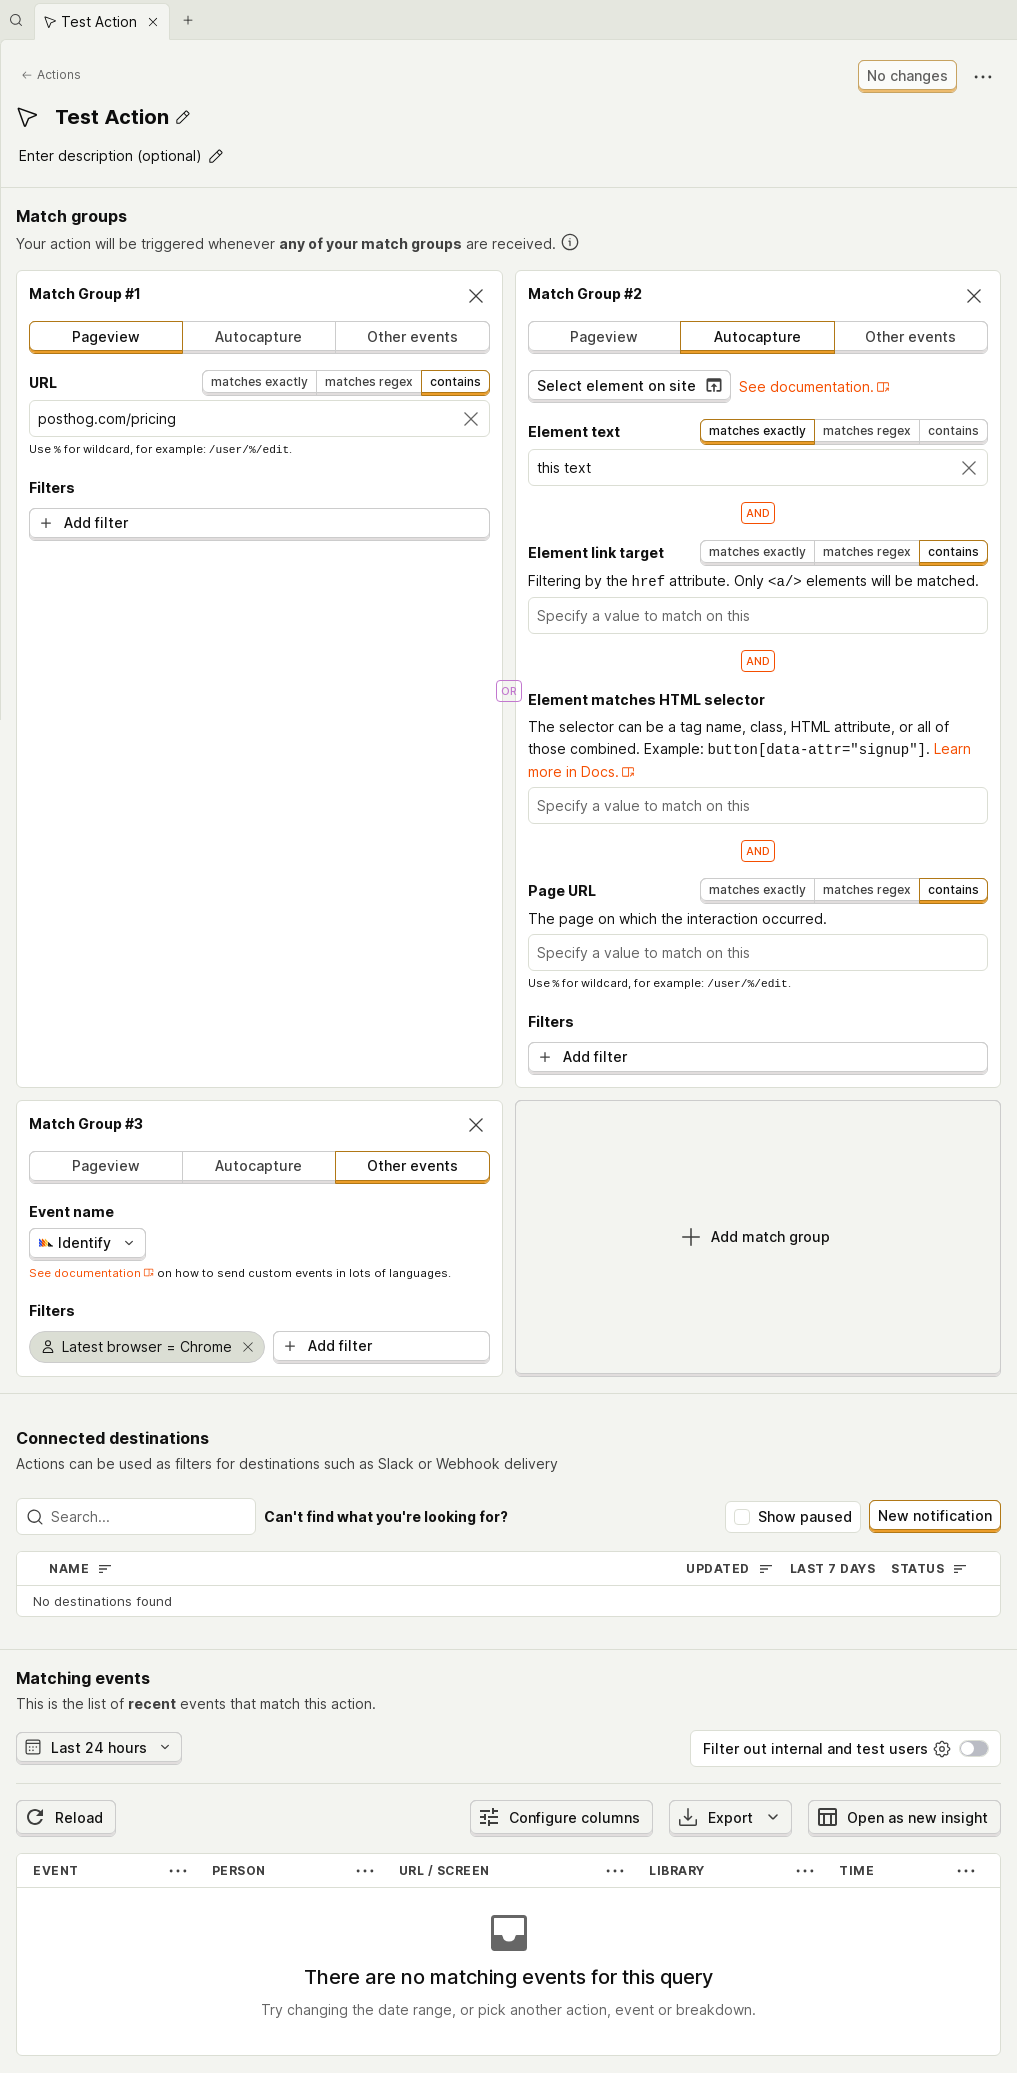 Test Action
Actions
No changes
Test Action
Enter description (optional)
Match groups
Your action will be triggered whenever any of your match groups are received.
Match Group #1
Pageview Autocapture Other events
URL matches exactly matches regex contains
posthog.com/pricing
Use % for wildcard, for example: /user/%/edit.
Filters
Add filter
OR
Match Group #2
Pageview Autocapture Other events
Select element on site See documentation.
Element text matches exactly matches regex contains
this text
AND
Element link target matches exactly matches regex contains
Filtering by the href attribute. Only <a/> elements will be matched.
Specify a value to match on this
AND
Element matches HTML selector
The selector can be a tag name, class, HTML attribute, or all of
those combined. Example: button[data-attr="signup"]. Learn
more in Docs.
Specify a value to match on this
AND
Page URL matches exactly matches regex contains
The page on which the interaction occurred.
Specify a value to match on this
Use % for wildcard, for example: /user/%/edit.
Filters
Add filter
Match Group #3
Pageview Autocapture Other events
Event name
Identify
See documentation on how to send custom events in lots of languages.
Filters
Latest browser = Chrome Add filter
Add match group
Connected destinations
Actions can be used as filters for destinations such as Slack or Webhook delivery
Search... Can't find what you're looking for? Show paused New notification
NAME UPDATED LAST 7 DAYS STATUS
No destinations found
Matching events
This is the list of recent events that match this action.
Last 24 hours Filter out internal and test users
Reload Configure columns Export Open as new insight
EVENT PERSON URL / SCREEN LIBRARY TIME
There are no matching events for this query
Try changing the date range, or pick another action, event or breakdown.